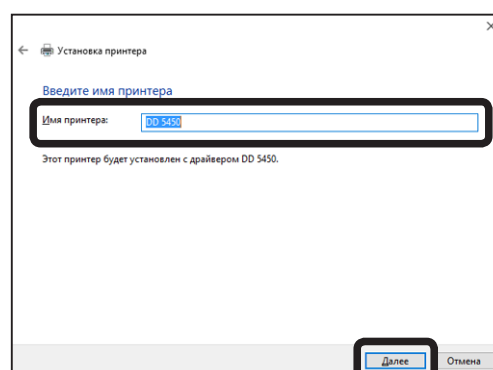 Установка принтера
Введите имя принтера
Имя принтера: DD 5450
Этот принтер будет установлен с драйвером DD 5450.
Далее Отмена